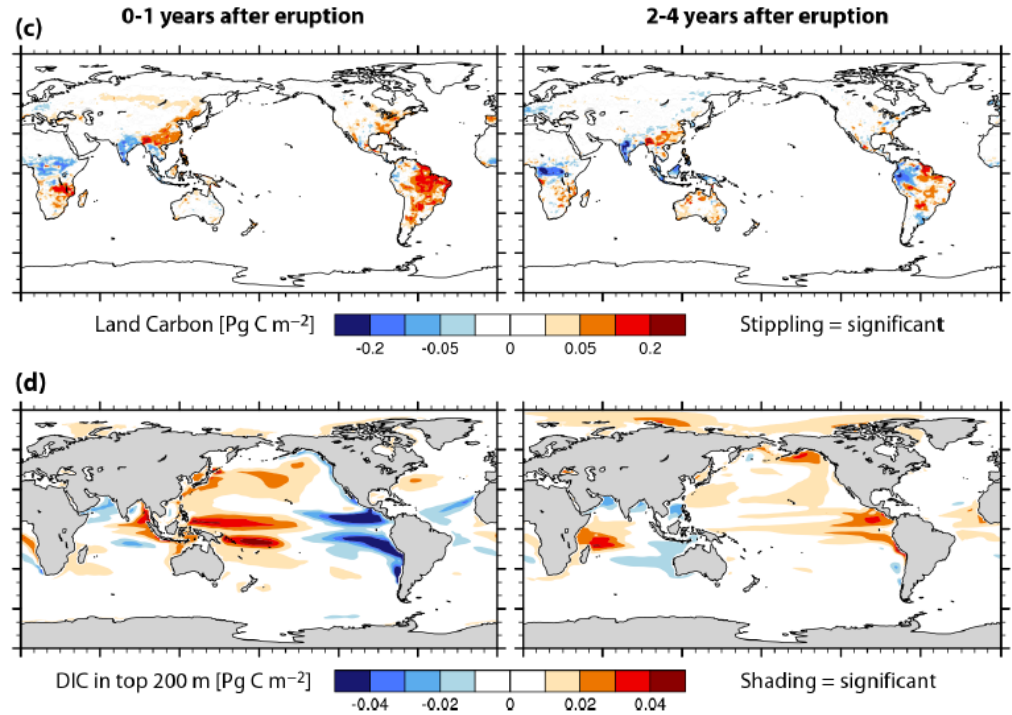 0-1 years after eruption
2-4 years after eruption
(c)
Land Carbon [Pg C m−2]
-0.2
-0.05
0
0.05
0.2
Stippling = significant
(d)
DIC in top 200 m [Pg C m−2]
-0.04
-0.02
0
0.02
0.04
Shading = significant